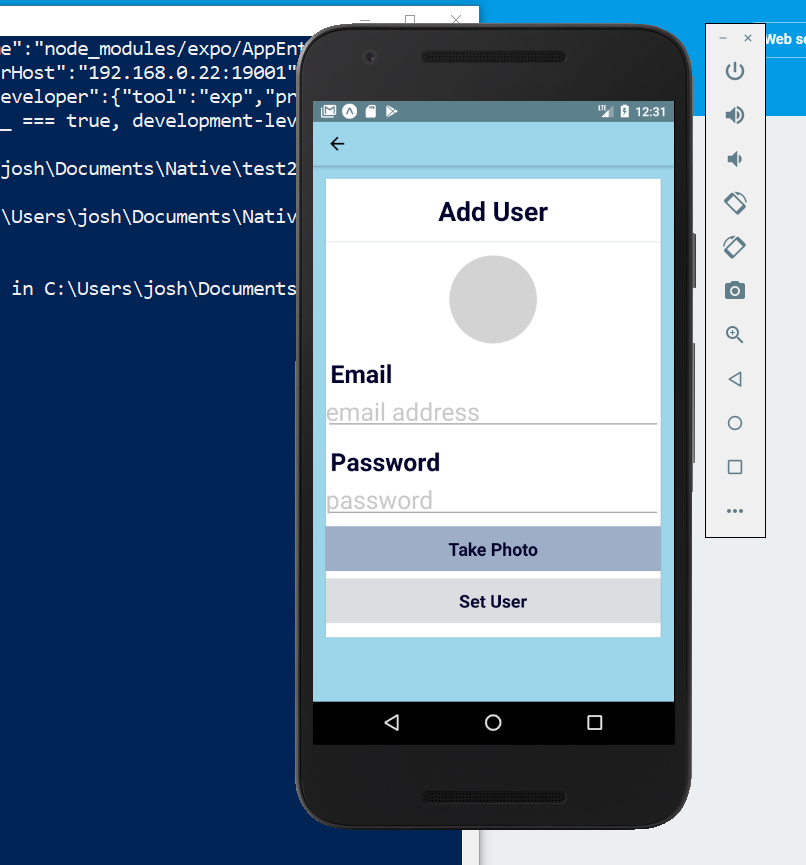 e":"node_modules/expo/AppEnt
rHost":"192.168.0.22:19001"
eveloper":{"tool":"exp","pr
_ === true, development-lev
josh\Documents\Native\test2
\Users\josh\Documents\Nativ
in C:\Users\josh\Documents
LTE 12:31
Add User
Email
email address
Password
password
Take Photo
Set User
Web se